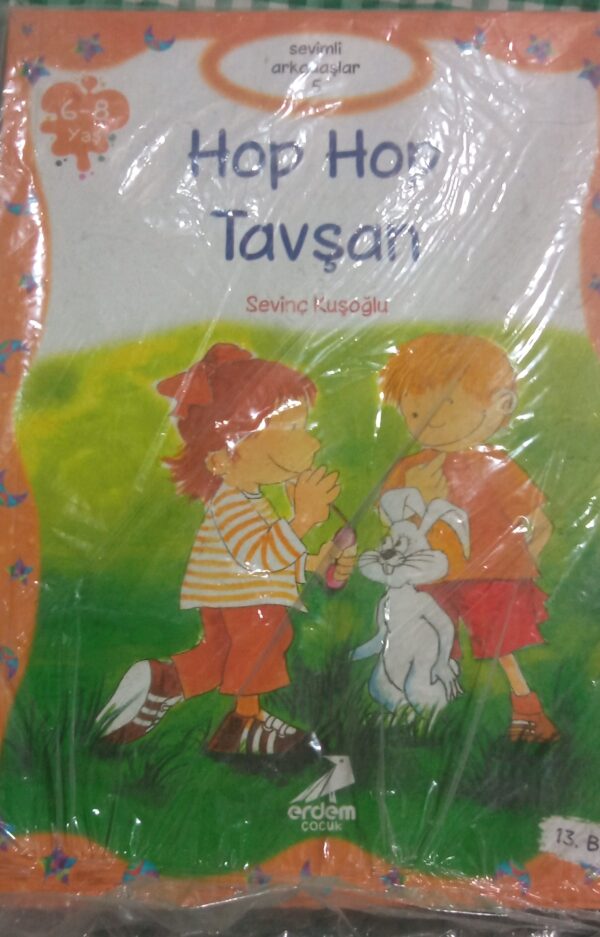 sevimli
arkadaşlar
5
6-8
Yaş
Hop Hop
Tavşan
Sevinç Kuşoğlu
erdem
çocuk
13. B